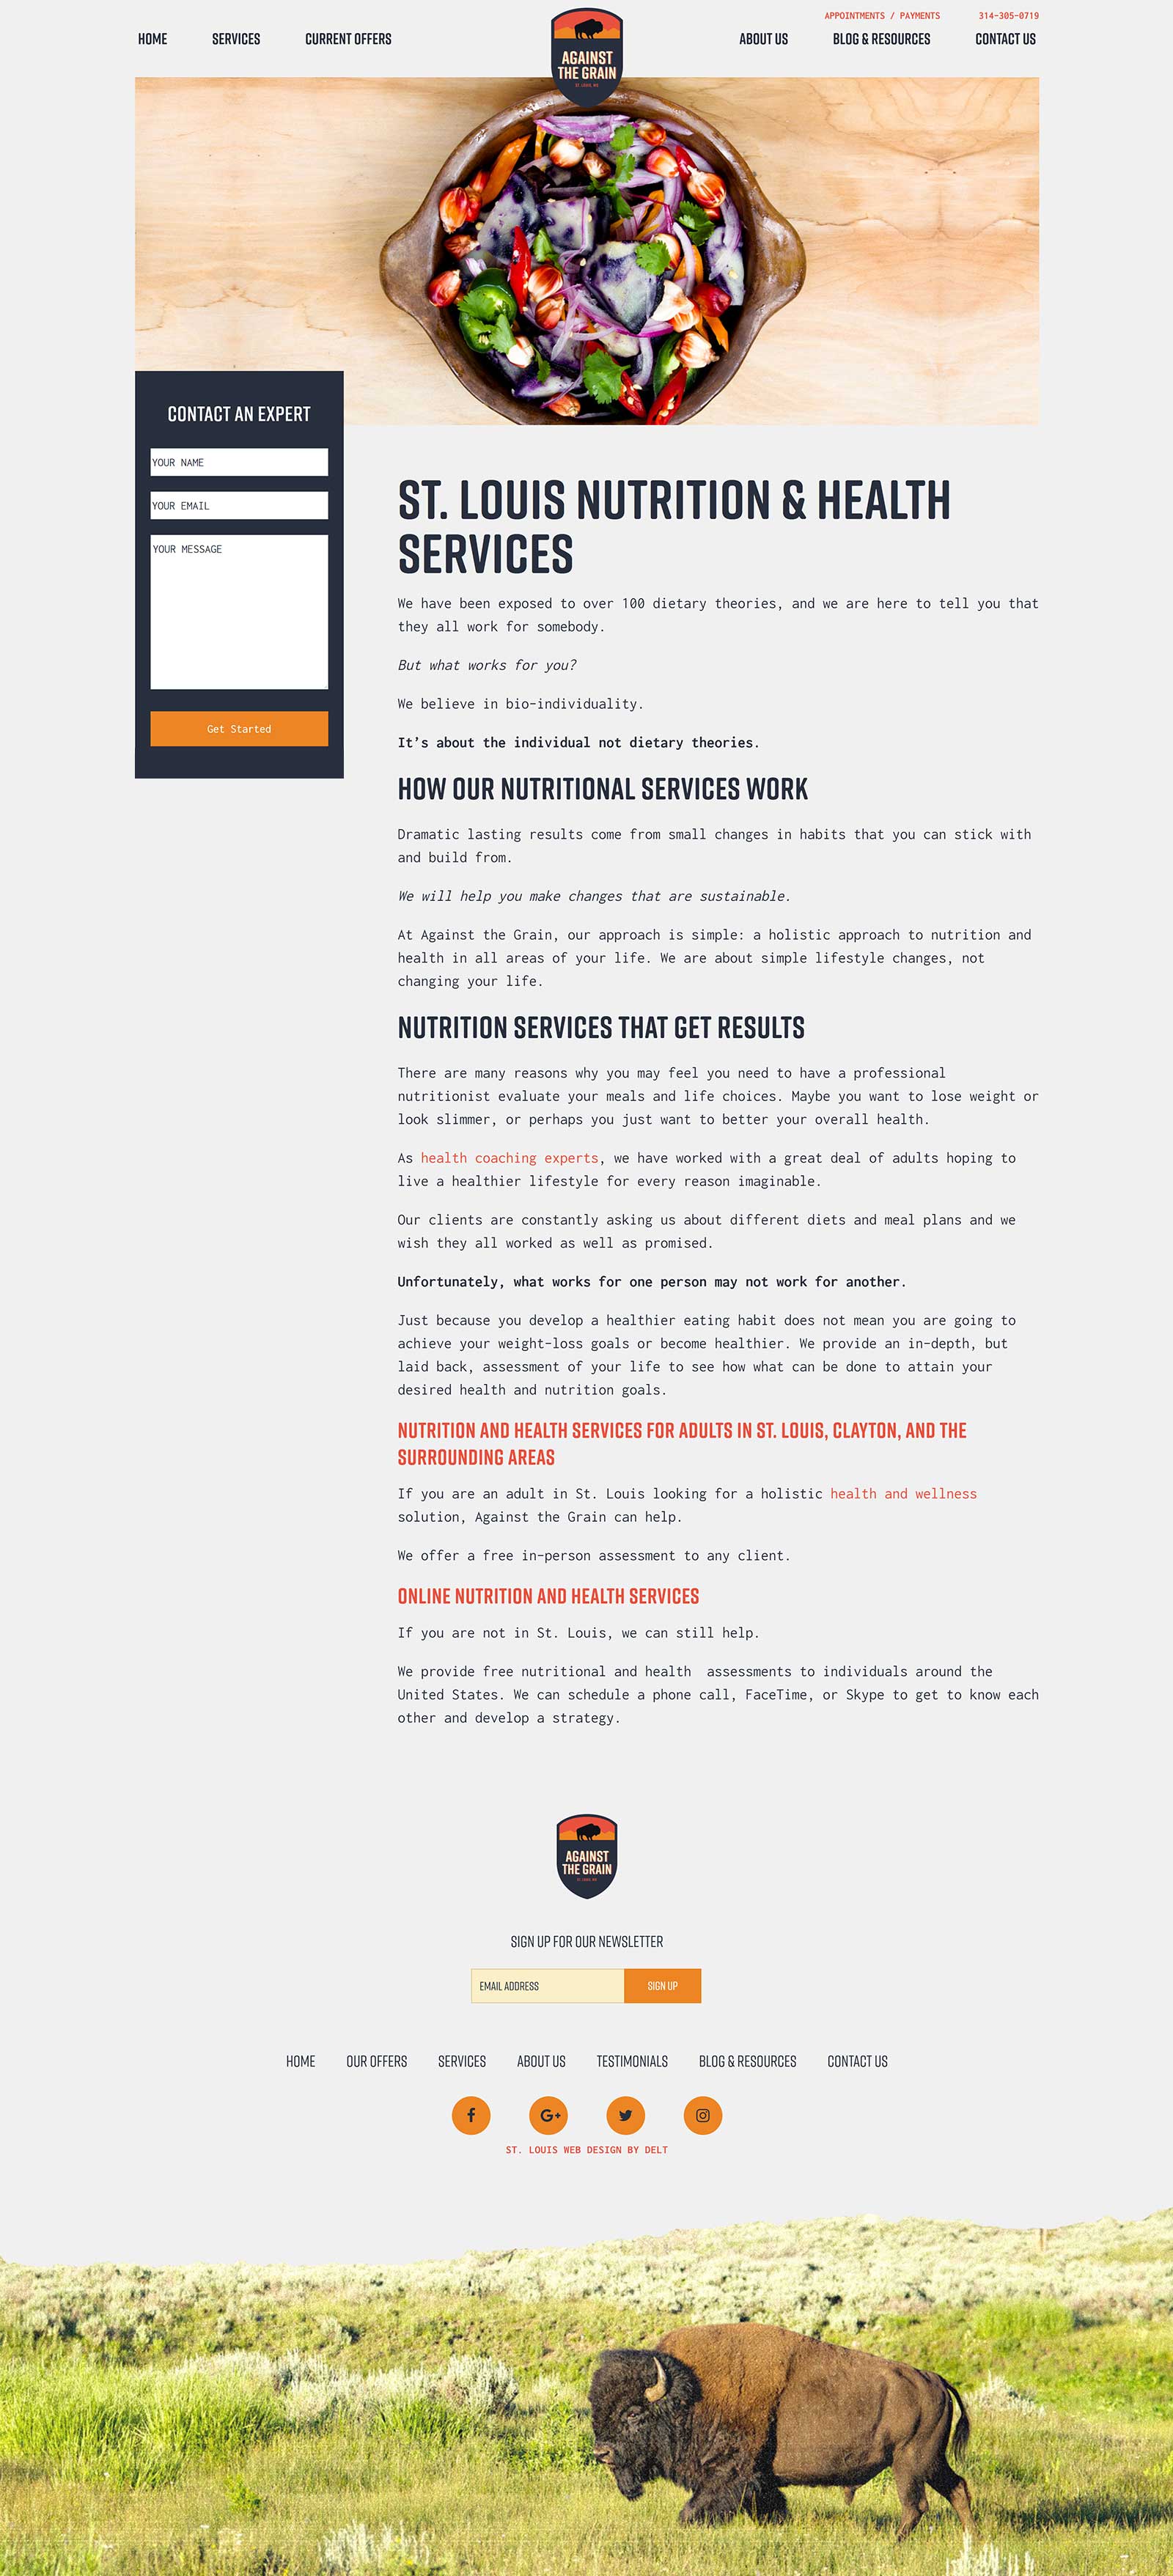 APPOINTMENTS / PAYMENTS 314-305-0719
HOME SERVICES CURRENT OFFERS ABOUT US BLOG & RESOURCES CONTACT US
AGAINST
THE GRAIN
ST. LOUIS, MO
CONTACT AN EXPERT
YOUR NAME
YOUR EMAIL
YOUR MESSAGE
Get Started
ST. LOUIS NUTRITION & HEALTH
SERVICES
We have been exposed to over 100 dietary theories, and we are here to tell you that
they all work for somebody.
But what works for you?
We believe in bio-individuality.
It’s about the individual not dietary theories.
HOW OUR NUTRITIONAL SERVICES WORK
Dramatic lasting results come from small changes in habits that you can stick with
and build from.
We will help you make changes that are sustainable.
At Against the Grain, our approach is simple: a holistic approach to nutrition and
health in all areas of your life. We are about simple lifestyle changes, not
changing your life.
NUTRITION SERVICES THAT GET RESULTS
There are many reasons why you may feel you need to have a professional
nutritionist evaluate your meals and life choices. Maybe you want to lose weight or
look slimmer, or perhaps you just want to better your overall health.
As health coaching experts, we have worked with a great deal of adults hoping to
live a healthier lifestyle for every reason imaginable.
Our clients are constantly asking us about different diets and meal plans and we
wish they all worked as well as promised.
Unfortunately, what works for one person may not work for another.
Just because you develop a healthier eating habit does not mean you are going to
achieve your weight-loss goals or become healthier. We provide an in-depth, but
laid back, assessment of your life to see how what can be done to attain your
desired health and nutrition goals.
NUTRITION AND HEALTH SERVICES FOR ADULTS IN ST. LOUIS, CLAYTON, AND THE
SURROUNDING AREAS
If you are an adult in St. Louis looking for a holistic health and wellness
solution, Against the Grain can help.
We offer a free in-person assessment to any client.
ONLINE NUTRITION AND HEALTH SERVICES
If you are not in St. Louis, we can still help.
We provide free nutritional and health assessments to individuals around the
United States. We can schedule a phone call, FaceTime, or Skype to get to know each
other and develop a strategy.
AGAINST
THE GRAIN
ST. LOUIS, MO
SIGN UP FOR OUR NEWSLETTER
EMAIL ADDRESS SIGN UP
HOME OUR OFFERS SERVICES ABOUT US TESTIMONIALS BLOG & RESOURCES CONTACT US
ST. LOUIS WEB DESIGN BY DELT